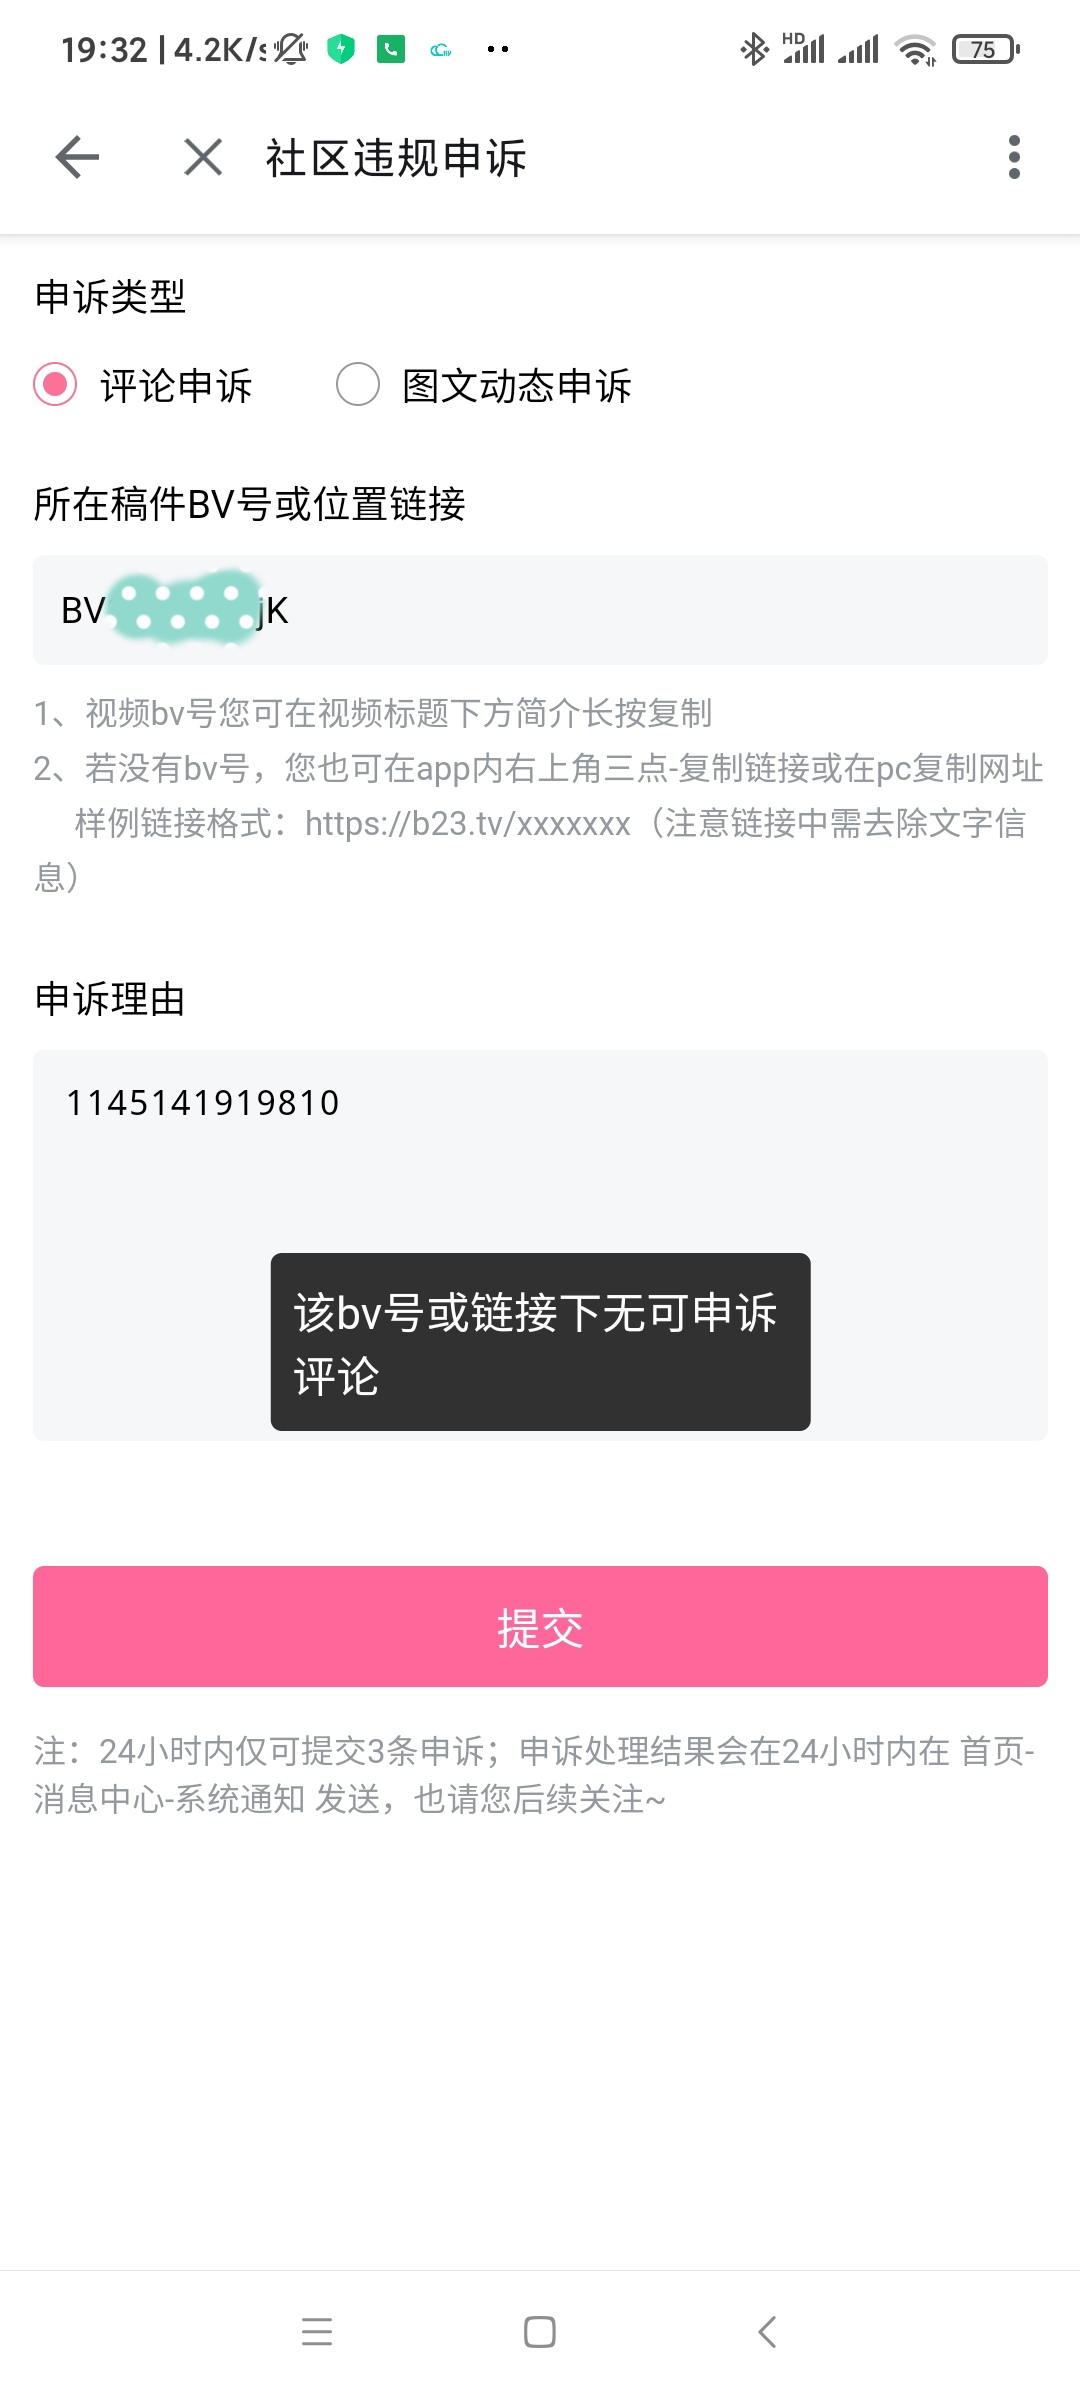 19:32 | 4.2K/s
HD
75
社区违规申诉
申诉类型
评论申诉 图文动态申诉
所在稿件BV号或位置链接
BV jK
1、视频bv号您可在视频标题下方简介长按复制
2、若没有bv号，您也可在app内右上角三点-复制链接或在pc复制网址
样例链接格式：https://b23.tv/xxxxxxx（注意链接中需去除文字信
息）
申诉理由
1145141919810
该bv号或链接下无可申诉
评论
提交
注：24小时内仅可提交3条申诉；申诉处理结果会在24小时内在 首页-
消息中心-系统通知 发送，也请您后续关注~